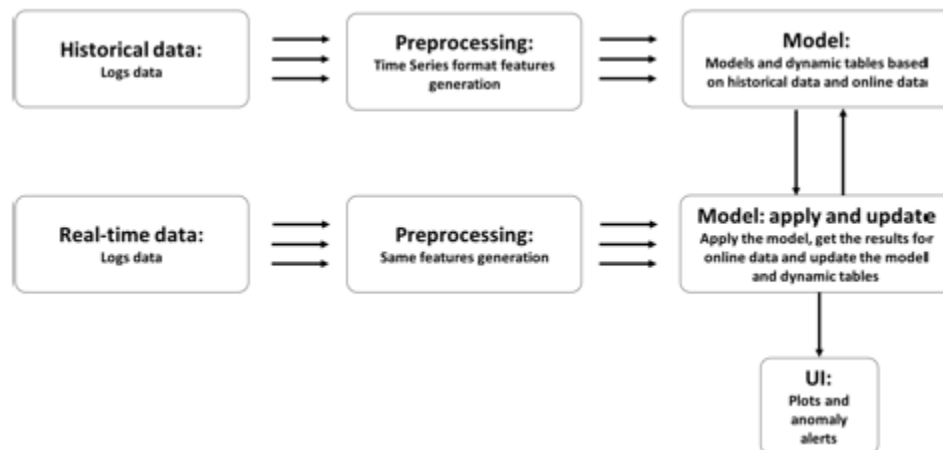 Historical data:
Logs data
Preprocessing:
Time Series format features
generation
Model:
Models and dynamic tables based
on historical data and online data
Real-time data:
Logs data
Preprocessing:
Same features generation
Model: apply and update
Apply the model, get the results for
online data and update the model
and dynamic tables
UI:
Plots and
anomaly
alerts